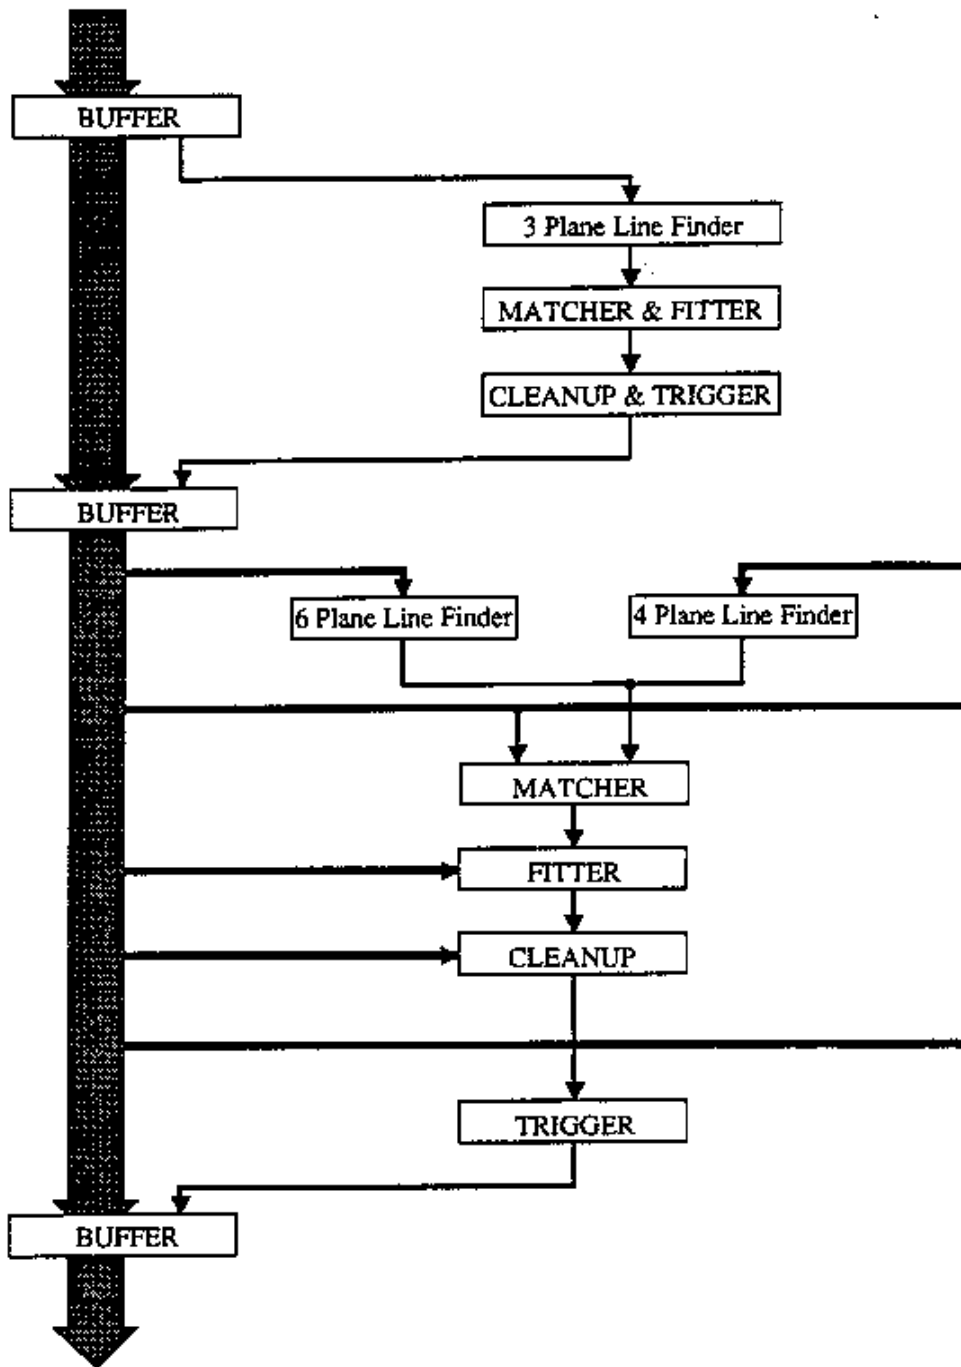 BUFFER
3 Plane Line Finder
MATCHER & FITTER
CLEANUP & TRIGGER
BUFFER
6 Plane Line Finder
4 Plane Line Finder
MATCHER
FITTER
CLEANUP
TRIGGER
BUFFER